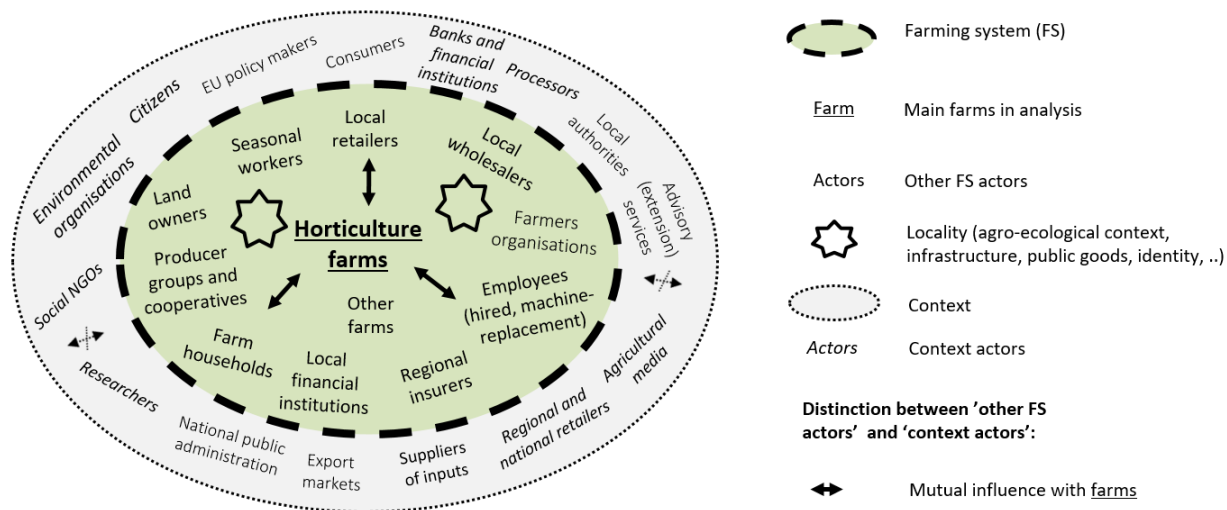 Banks and
financial
institutions
Consumers
EU policy makers
Processors
Citizens
Local
authorities
Environmental
organisations
Advisory
(extension)
services
Social NGOs
Researchers
Agricultural
media
National public
administration
Export
markets
Suppliers
of inputs
Regional and
national retailers
Local
retailers
Seasonal
workers
Local
wholesalers
Land
owners
Horticulture
farms
Farmers
organisations
Producer
groups and
cooperatives
Employees
(hired, machine-
replacement)
Other
farms
Farm
households
Local
financial
institutions
Regional
insurers
Farming system (FS)
Farm Main farms in analysis
Actors Other FS actors
Locality (agro-ecological context,
infrastructure, public goods, identity, ..)
Context
Actors Context actors
Distinction between ’other FS
actors’ and ‘context actors’:
Mutual influence with farms